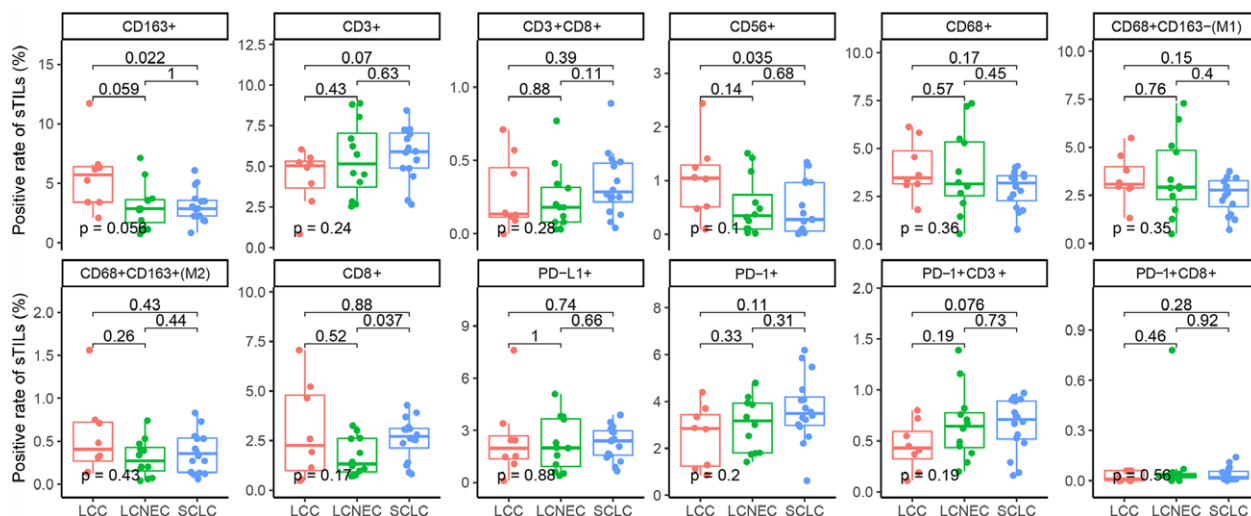 CD163+ CD3+ CD3+CD8+ CD56+ CD68+ CD68+CD163−(M1)
Positive rate of sTILs (%)
15 10 5 0
0.022
0.059 1
p = 0.056
12.5 10.0 7.5 5.0 2.5 0.0
0.07
0.43 0.63
p = 0.24
1.0 0.5 0.0
0.39
0.88 0.11
p = 0.28
3 2 1 0
0.035
0.14 0.68
p = 0.1
10.0 7.5 5.0 2.5 0.0
0.17
0.57 0.45
p = 0.36
10.0 7.5 5.0 2.5 0.0
0.15
0.76 0.4
p = 0.35
CD68+CD163+(M2) CD8+ PD−L1+ PD−1+ PD−1+CD3 + PD−1+CD8+
Positive rate of sTILs (%)
2.0 1.5 1.0 0.5 0.0
0.43
0.26 0.44
p = 0.43
10.0 7.5 5.0 2.5 0.0
0.88
0.52 0.037
p = 0.17
9 6 3 0
0.74
1 0.66
p = 0.88
8 6 4 2 0
0.11
0.33 0.31
p = 0.2
2.0 1.5 1.0 0.5 0.0
0.076
0.19 0.73
p = 0.19
0.9 0.6 0.3 0.0
0.28
0.46 0.92
p = 0.56
LCC LCNEC SCLC LCC LCNEC SCLC LCC LCNEC SCLC LCC LCNEC SCLC LCC LCNEC SCLC LCC LCNEC SCLC